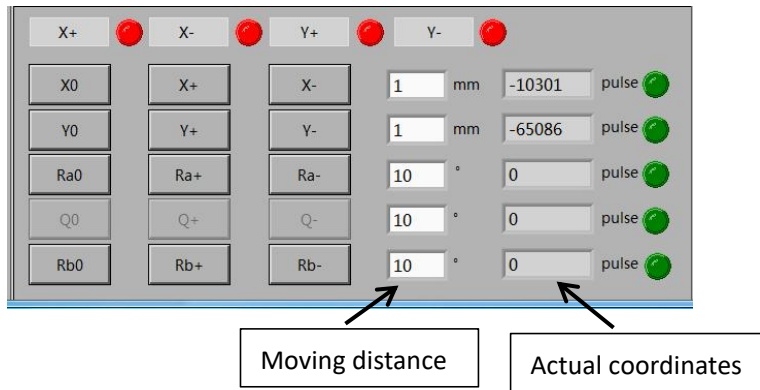 X+ X- Y+ Y-
X0 X+ X- 1 mm -10301 pulse
Y0 Y+ Y- 1 mm -65086 pulse
Ra0 Ra+ Ra- 10 ° 0 pulse
Q0 Q+ Q- 10 ° 0 pulse
Rb0 Rb+ Rb- 10 ° 0 pulse
Moving distance Actual coordinates